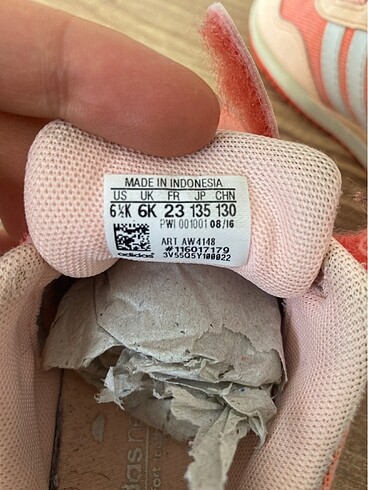 MADE IN INDONESIA
US UK FR JP CHN
6½K 6K 23 135 130
PWI 001001 08/16
ART AW4148
#116017179
adidas 3V55Q5Y100022